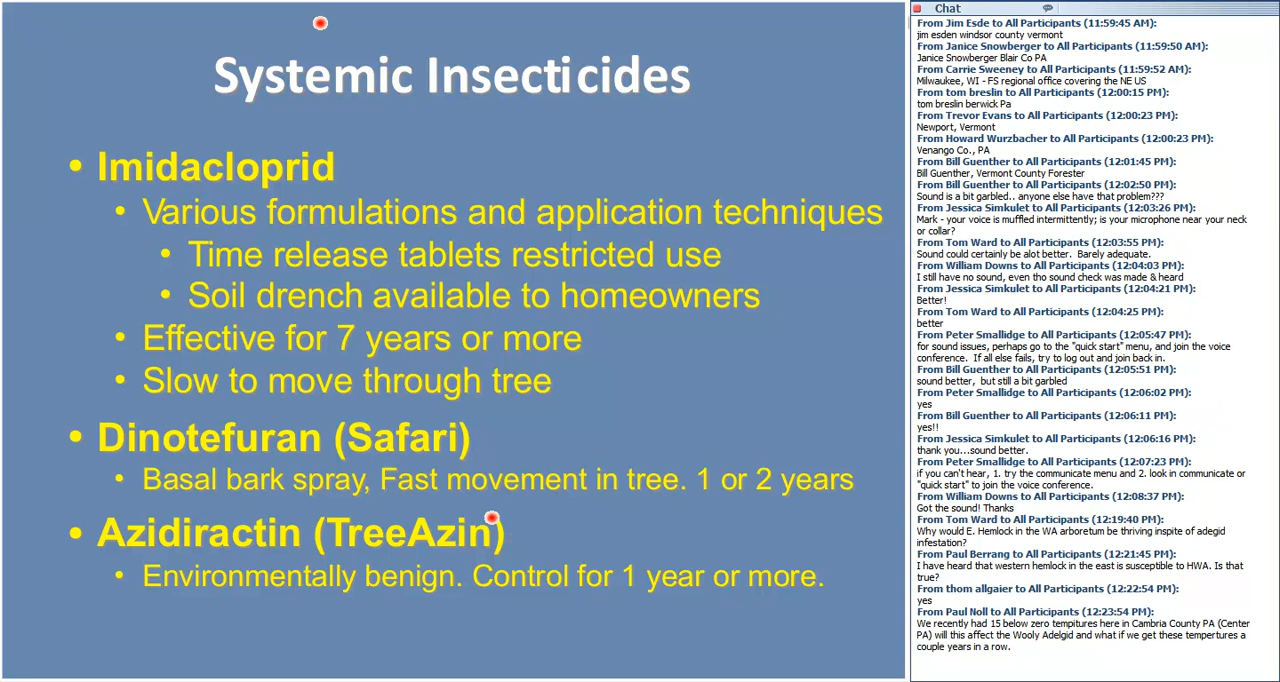 Systemic Insecticides
• Imidacloprid
• Various formulations and application techniques
• Time release tablets restricted use
• Soil drench available to homeowners
• Effective for 7 years or more
• Slow to move through tree
• Dinotefuran (Safari)
• Basal bark spray, Fast movement in tree. 1 or 2 years
• Azidiractin (TreeAzin)
• Environmentally benign. Control for 1 year or more.
Chat
From Jim Esde to All Participants (11:59:45 AM):
jim esden windsor county vermont
From Janice Snowberger to All Participants (11:59:50 AM):
Janice Snowberger Blair Co PA
From Carrie Sweeney to All Participants (11:59:52 AM):
Milwaukee, WI - FS regional office covering the NE US
From tom breslin to All Participants (12:00:15 PM):
tom breslin berwick Pa
From Trevor Evans to All Participants (12:00:23 PM):
Newport, Vermont
From Howard Wurzbacher to All Participants (12:00:23 PM):
Venango Co., PA
From Bill Guenther to All Participants (12:01:45 PM):
Bill Guenther, Vermont County Forester
From Bill Guenther to All Participants (12:02:50 PM):
Sound is a bit garbled.. anyone else have that problem???
From Jessica Simkulet to All Participants (12:03:26 PM):
Mark - your voice is muffled intermittently; is your microphone near your neck
or collar?
From Tom Ward to All Participants (12:03:55 PM):
Sound could certainly be alot better. Barely adequate.
From William Downs to All Participants (12:04:03 PM):
I still have no sound, even tho sound check was made & heard
From Jessica Simkulet to All Participants (12:04:21 PM):
Better!
From Tom Ward to All Participants (12:04:25 PM):
better
From Peter Smallidge to All Participants (12:05:47 PM):
for sound issues, perhaps go to the "quick start" menu, and join the voice
conference. If all else fails, try to log out and join back in.
From Bill Guenther to All Participants (12:05:51 PM):
sound better, but still a bit garbled
From Peter Smallidge to All Participants (12:06:02 PM):
yes
From Bill Guenther to All Participants (12:06:11 PM):
yes!!
From Jessica Simkulet to All Participants (12:06:16 PM):
thank you...sound better.
From Peter Smallidge to All Participants (12:07:23 PM):
if you can't hear, 1. try the communicate menu and 2. look in communicate or
"quick start" to join the voice conference.
From William Downs to All Participants (12:08:37 PM):
Got the sound! Thanks
From Tom Ward to All Participants (12:19:40 PM):
Why would E. Hemlock in the WA arboretum be thriving inspite of adegid
infestation?
From Paul Berrang to All Participants (12:21:45 PM):
I have heard that western hemlock in the east is susceptible to HWA. Is that
true?
From thom allgaier to All Participants (12:22:54 PM):
yes
From Paul Noll to All Participants (12:23:54 PM):
We recently had 15 below zero tempitures here in Cambria County PA (Center
PA) will this affect the Wooly Adelgid and what if we get these tempertures a
couple years in a row.